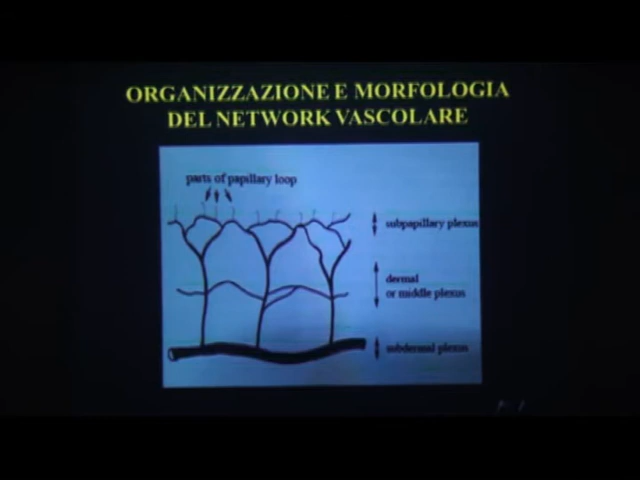 ORGANIZZAZIONE E MORFOLOGIA
DEL NETWORK VASCOLARE
parts of papillary loop
subpapillary plexus
dermal
or middle plexus
subdermal plexus